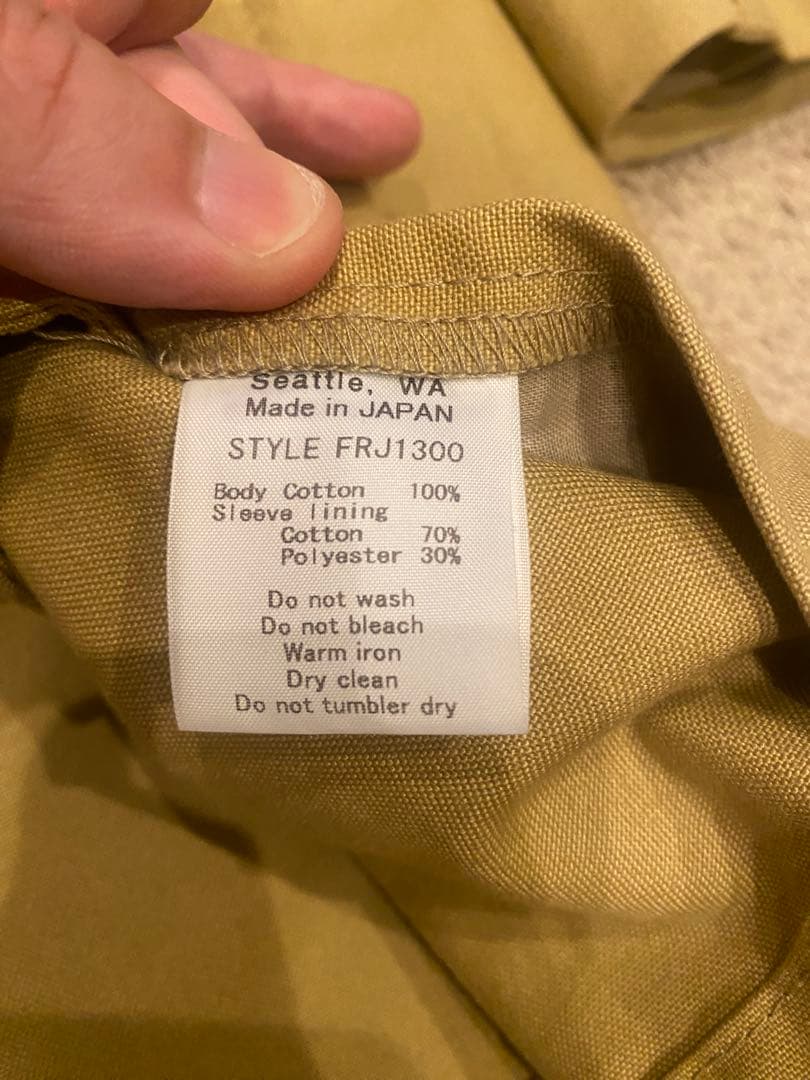 Seattle, WA
Made in JAPAN
STYLE FRJ1300
Body Cotton 100%
Sleeve lining
Cotton 70%
Polyester 30%
Do not wash
Do not bleach
Warm iron
Dry clean
Do not tumbler dry